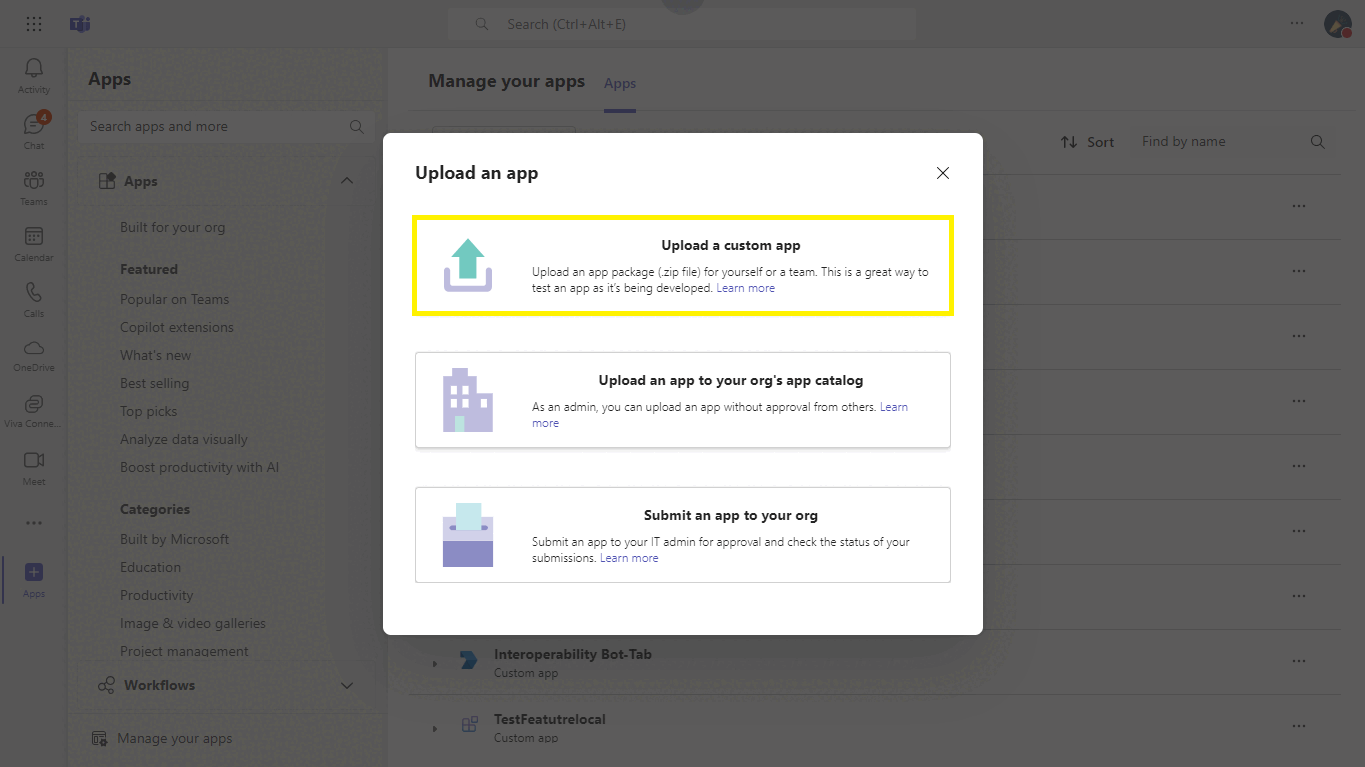 Search (Ctrl+Alt+E)
Activity
4
Chat
Teams
Calendar
Calls
OneDrive
Viva Conne...
Meet
Apps
Apps
Search apps and more
Apps
Built for your org
Featured
Popular on Teams
Copilot extensions
What's new
Best selling
Top picks
Analyze data visually
Boost productivity with AI
Categories
Built by Microsoft
Education
Productivity
Image & video galleries
Project management
Workflows
Manage your apps
Manage your apps
Apps
Sort
Find by name
Upload an app
Upload a custom app
Upload an app package (.zip file) for yourself or a team. This is a great way to
test an app as it's being developed. Learn more
Upload an app to your org's app catalog
As an admin, you can upload an app without approval from others. Learn
more
Submit an app to your org
Submit an app to your IT admin for approval and check the status of your
submissions. Learn more
Interoperability Bot-Tab
Custom app
TestFeatutrelocal
Custom app